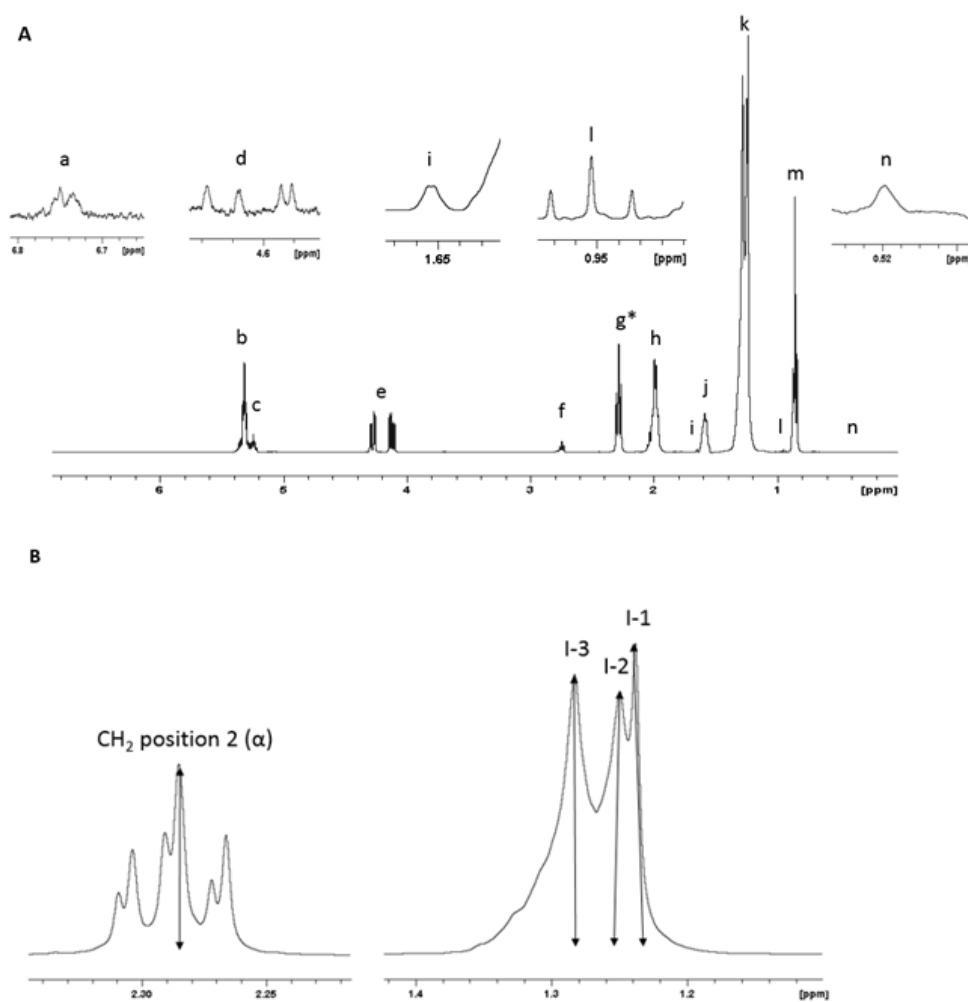 A
k
a
d
i
l
n
m
6.8
6.7
[ppm]
4.6
[ppm]
1.65
0.95
[ppm]
0.52
[ppm]
b
c
e
f
g*
h
i
j
l
n
6
5
4
3
2
1
[ppm]
B
I-1
I-3
I-2
CH₂ position 2 (α)
2.30
2.25
1.4
1.3
1.2
[ppm]